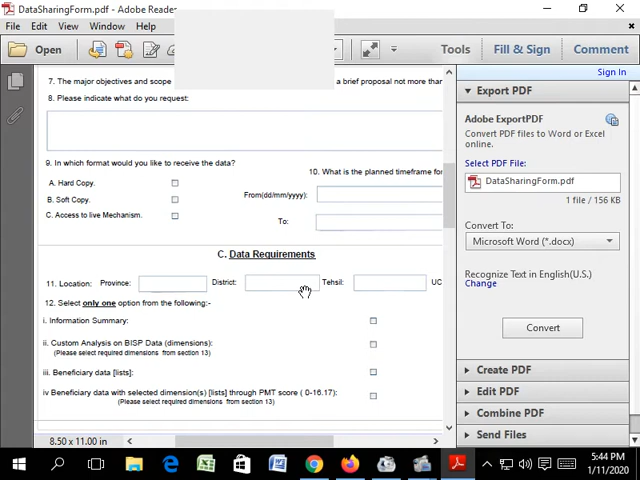 DataSharingForm.pdf - Adobe Reader
File Edit View Window
Open Tools Fill & Sign Comment
Sign In
7. The major objectives and scope a brief proposal not more than
8. Please indicate what do you request:
9. In which format would you like to receive the data?
10. What is the planned timeframe for
A. Hard Copy.
B. Soft Copy.
C. Access to live Mechanism.
From(dd/mm/yyyy):
To:
C. Data Requirements
11. Location: Province: District: Tehsil: UC
12. Select only one option from the following:-
i. Information Summary:
ii. Custom Analysis on BISP Data (dimensions):
(Please select required dimensions from section 13)
iii. Beneficiary data [lists]:
iv Beneficiary data with selected dimension(s) [lists] through PMT score ( 0-16.17):
(Please select required dimensions from section 13)
8.50 x 11.00 in
Export PDF
Adobe ExportPDF
Convert PDF files to Word or Excel
online.
Select PDF File:
DataSharingForm.pdf
1 file / 156 KB
Convert To:
Microsoft Word (*.docx)
Recognize Text in English(U.S.)
Change
Convert
Create PDF
Edit PDF
Combine PDF
Send Files
5:44 PM
1/11/2020